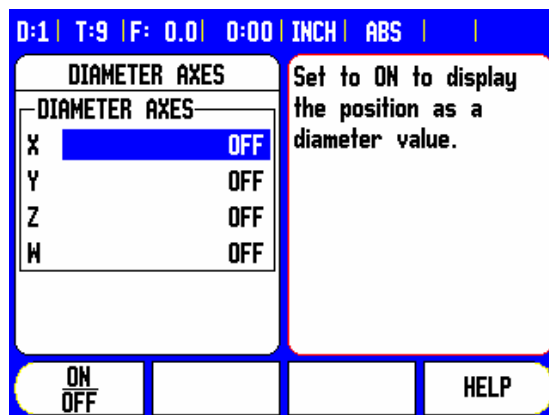 D:1| T:9 |F: 0.0| 0:00| INCH| ABS | |
DIAMETER AXES
DIAMETER AXES
X OFF
Y OFF
Z OFF
W OFF
Set to ON to display
the position as a
diameter value.
ON
OFF
HELP